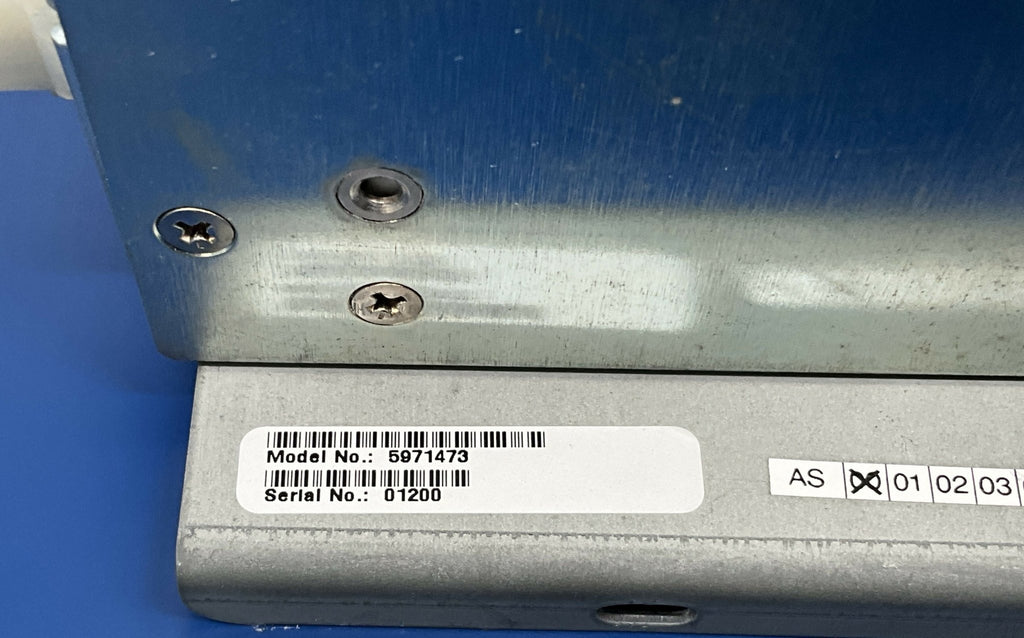 Model No.: 5971473
Serial No.: 01200
AS 01 02 03